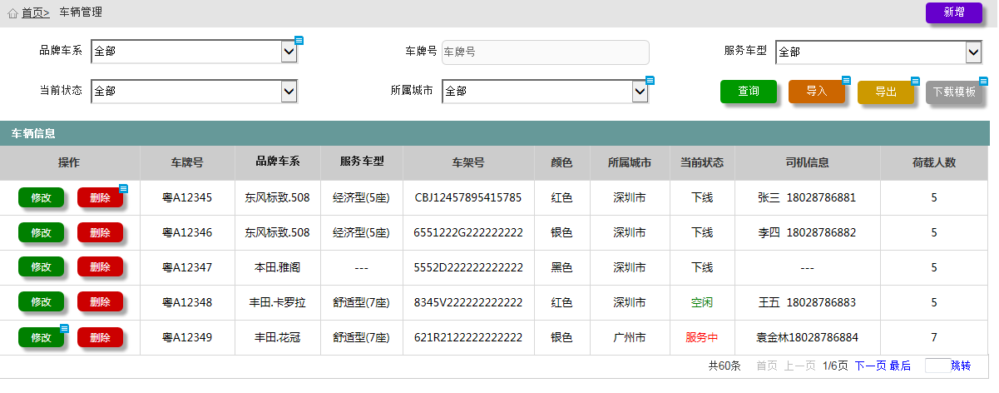 首页> 车辆管理 新增
品牌车系 全部 车牌号 车牌号 服务车型 全部
当前状态 全部 所属城市 全部 查询 导入 导出 下载模板
车辆信息
操作 车牌号 品牌车系 服务车型 车架号 颜色 所属城市 当前状态 司机信息 荷载人数
修改 删除 粤A12345 东风标致.508 经济型(5座) CBJ12457895415785 红色 深圳市 下线 张三 18028786881 5
修改 删除 粤A12346 东风标致.508 经济型(5座) 6551222G222222222 银色 深圳市 下线 李四 18028786882 5
修改 删除 粤A12347 本田.雅阁 --- 5552D222222222222 黑色 深圳市 下线 --- 5
修改 删除 粤A12348 丰田.卡罗拉 舒适型(7座) 8345V222222222222 红色 深圳市 空闲 王五 18028786883 5
修改 删除 粤A12349 丰田.花冠 舒适型(7座) 621R2122222222222 银色 广州市 服务中 袁金林18028786884 7
共60条 首页 上一页 1/6页 下一页 最后 跳转